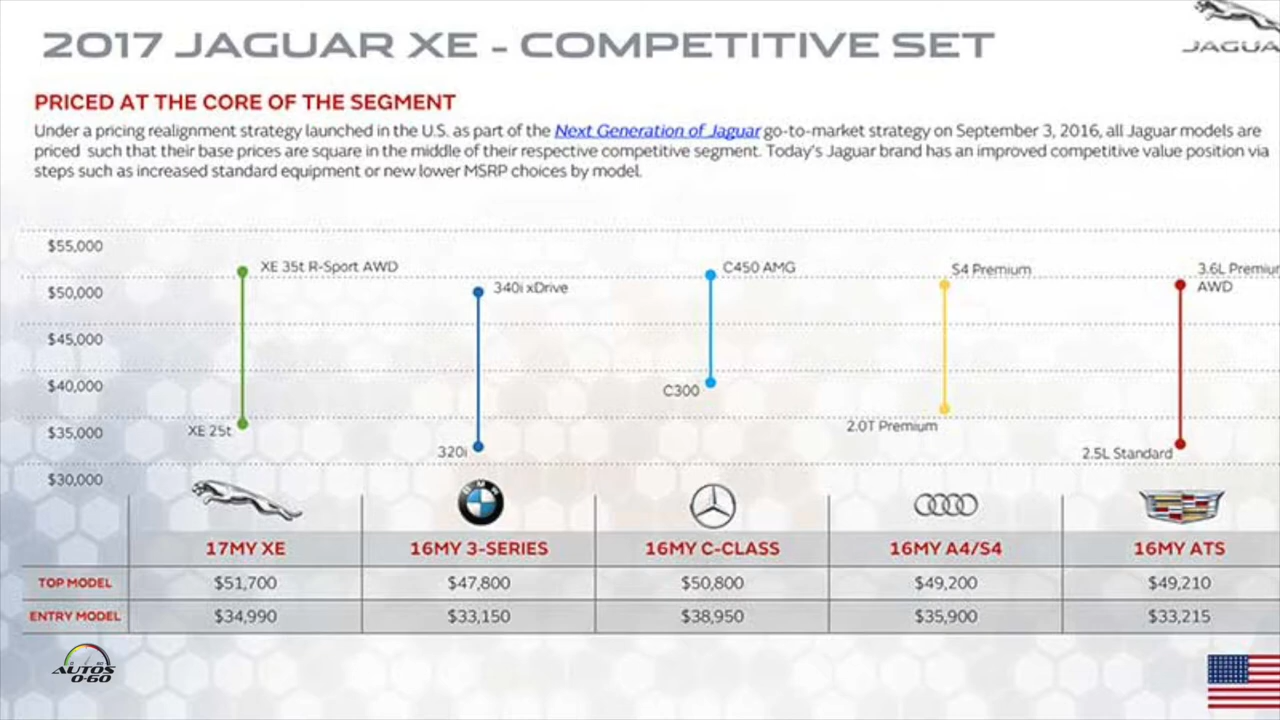 2017 JAGUAR XE - COMPETITIVE SET
JAGUA
PRICED AT THE CORE OF THE SEGMENT
Under a pricing realignment strategy launched in the U.S. as part of the Next Generation of Jaguar go-to-market strategy on September 3, 2016, all Jaguar models are
priced such that their base prices are square in the middle of their respective competitive segment. Today's Jaguar brand has an improved competitive value position via
steps such as increased standard equipment or new lower MSRP choices by model.
$55,000
XE 35t R-Sport AWD
C450 AMG
S4 Premium
3.6L Premiur
AWD
$50,000
340i xDrive
$45,000
$40,000
C300
$35,000
XE 25t
2.0T Premium
320i
2.5L Standard
$30,000
17MY XE 16MY 3-SERIES 16MY C-CLASS 16MY A4/S4 16MY ATS
TOP MODEL $51,700 $47,800 $50,800 $49,200 $49,210
ENTRY MODEL $34,990 $33,150 $38,950 $35,900 $33,215
AUTOS
0-60